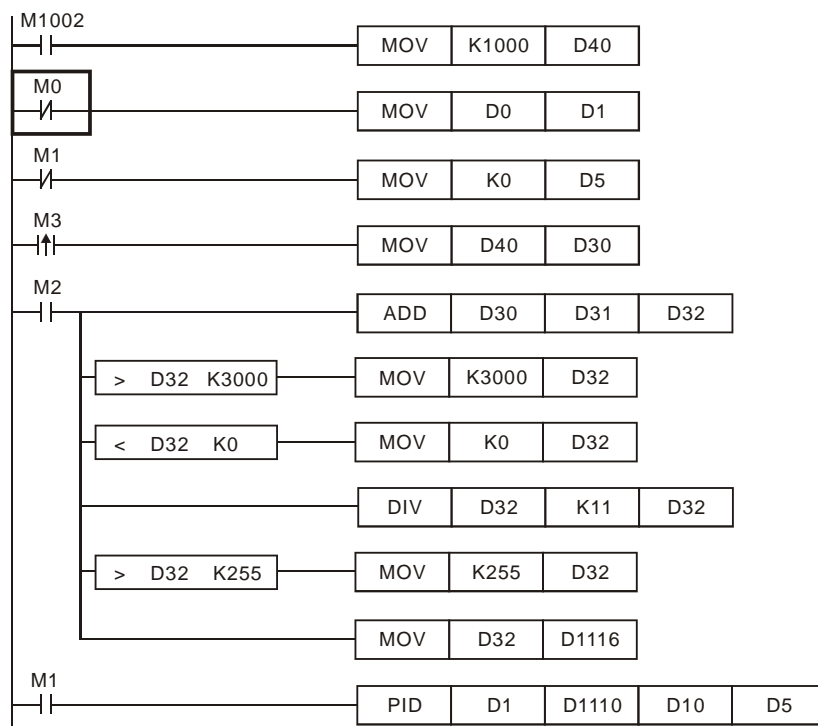 M1002
MOV K1000 D40
M0
MOV D0 D1
M1
MOV K0 D5
M3
MOV D40 D30
M2
ADD D30 D31 D32
> D32 K3000 MOV K3000 D32
< D32 K0 MOV K0 D32
DIV D32 K11 D32
> D32 K255 MOV K255 D32
MOV D32 D1116
M1
PID D1 D1110 D10 D5